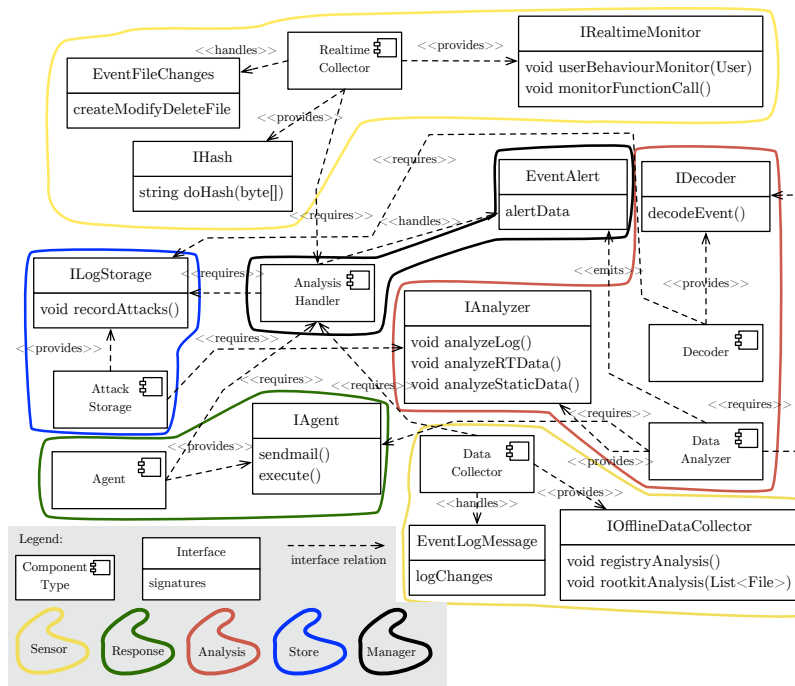 IRealtimeMonitor
void userBehaviourMonitor(User)
void monitorFunctionCall()
<<provides>>
Realtime
Collector
<<handles>>
EventFileChanges
createModifyDeleteFile
<<provides>>
IHash
string doHash(byte[])
<<requires>>
<<requires>>
<<handles>>
EventAlert
alertData
IDecoder
decodeEvent()
ILogStorage
void recordAttacks()
<<requires>>
Analysis
Handler
<<emits>>
<<provides>>
IAnalyzer
void analyzeLog()
void analyzeRTData()
void analyzeStaticData()
Decoder
<<provides>>
<<requires>>
Attack
Storage
<<requires>>
<<requires>>
<<requires>>
<<requires>>
IAgent
sendmail()
execute()
<<provides>>
Agent
Data
Collector
<<provides>>
Data
Analyzer
<<handles>>
<<provides>>
EventLogMessage
logChanges
IOfflineDataCollector
void registryAnalysis()
void rootkitAnalysis(List<File>)
Legend:
Component
Type
Interface
signatures
interface relation
Sensor
Response
Analysis
Store
Manager